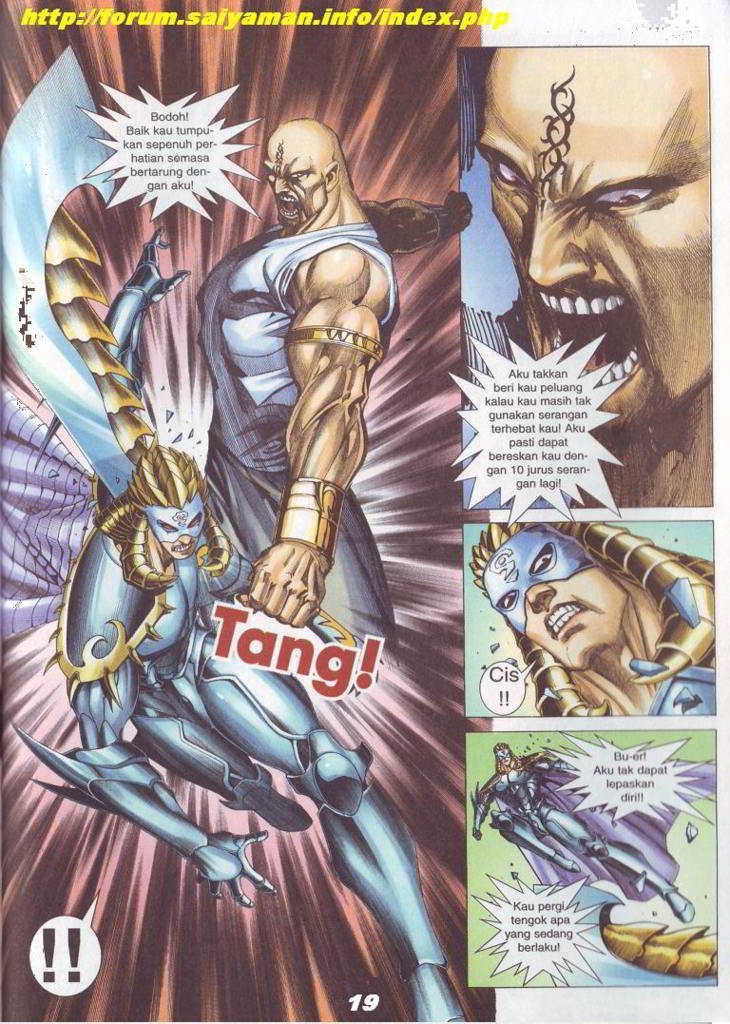 http://forum.saiyaman.info/index.php
Bodoh!
Baik kau tumpu-
kan sepenuh per-
hatian semasa
bertarung den-
gan aku!
Aku takkan
beri kau peluang
kalau kau masih tak
gunakan serangan
terhebat kau! Aku
pasti dapat
bereskan kau den-
gan 10 jurus seran-
gan lagi!
Tang!
Cis
!!
Bu-er!
Aku tak dapat
lepaskan
diri!!
Kau pergi
tengok apa
yang sedang
berlaku!
!!
19